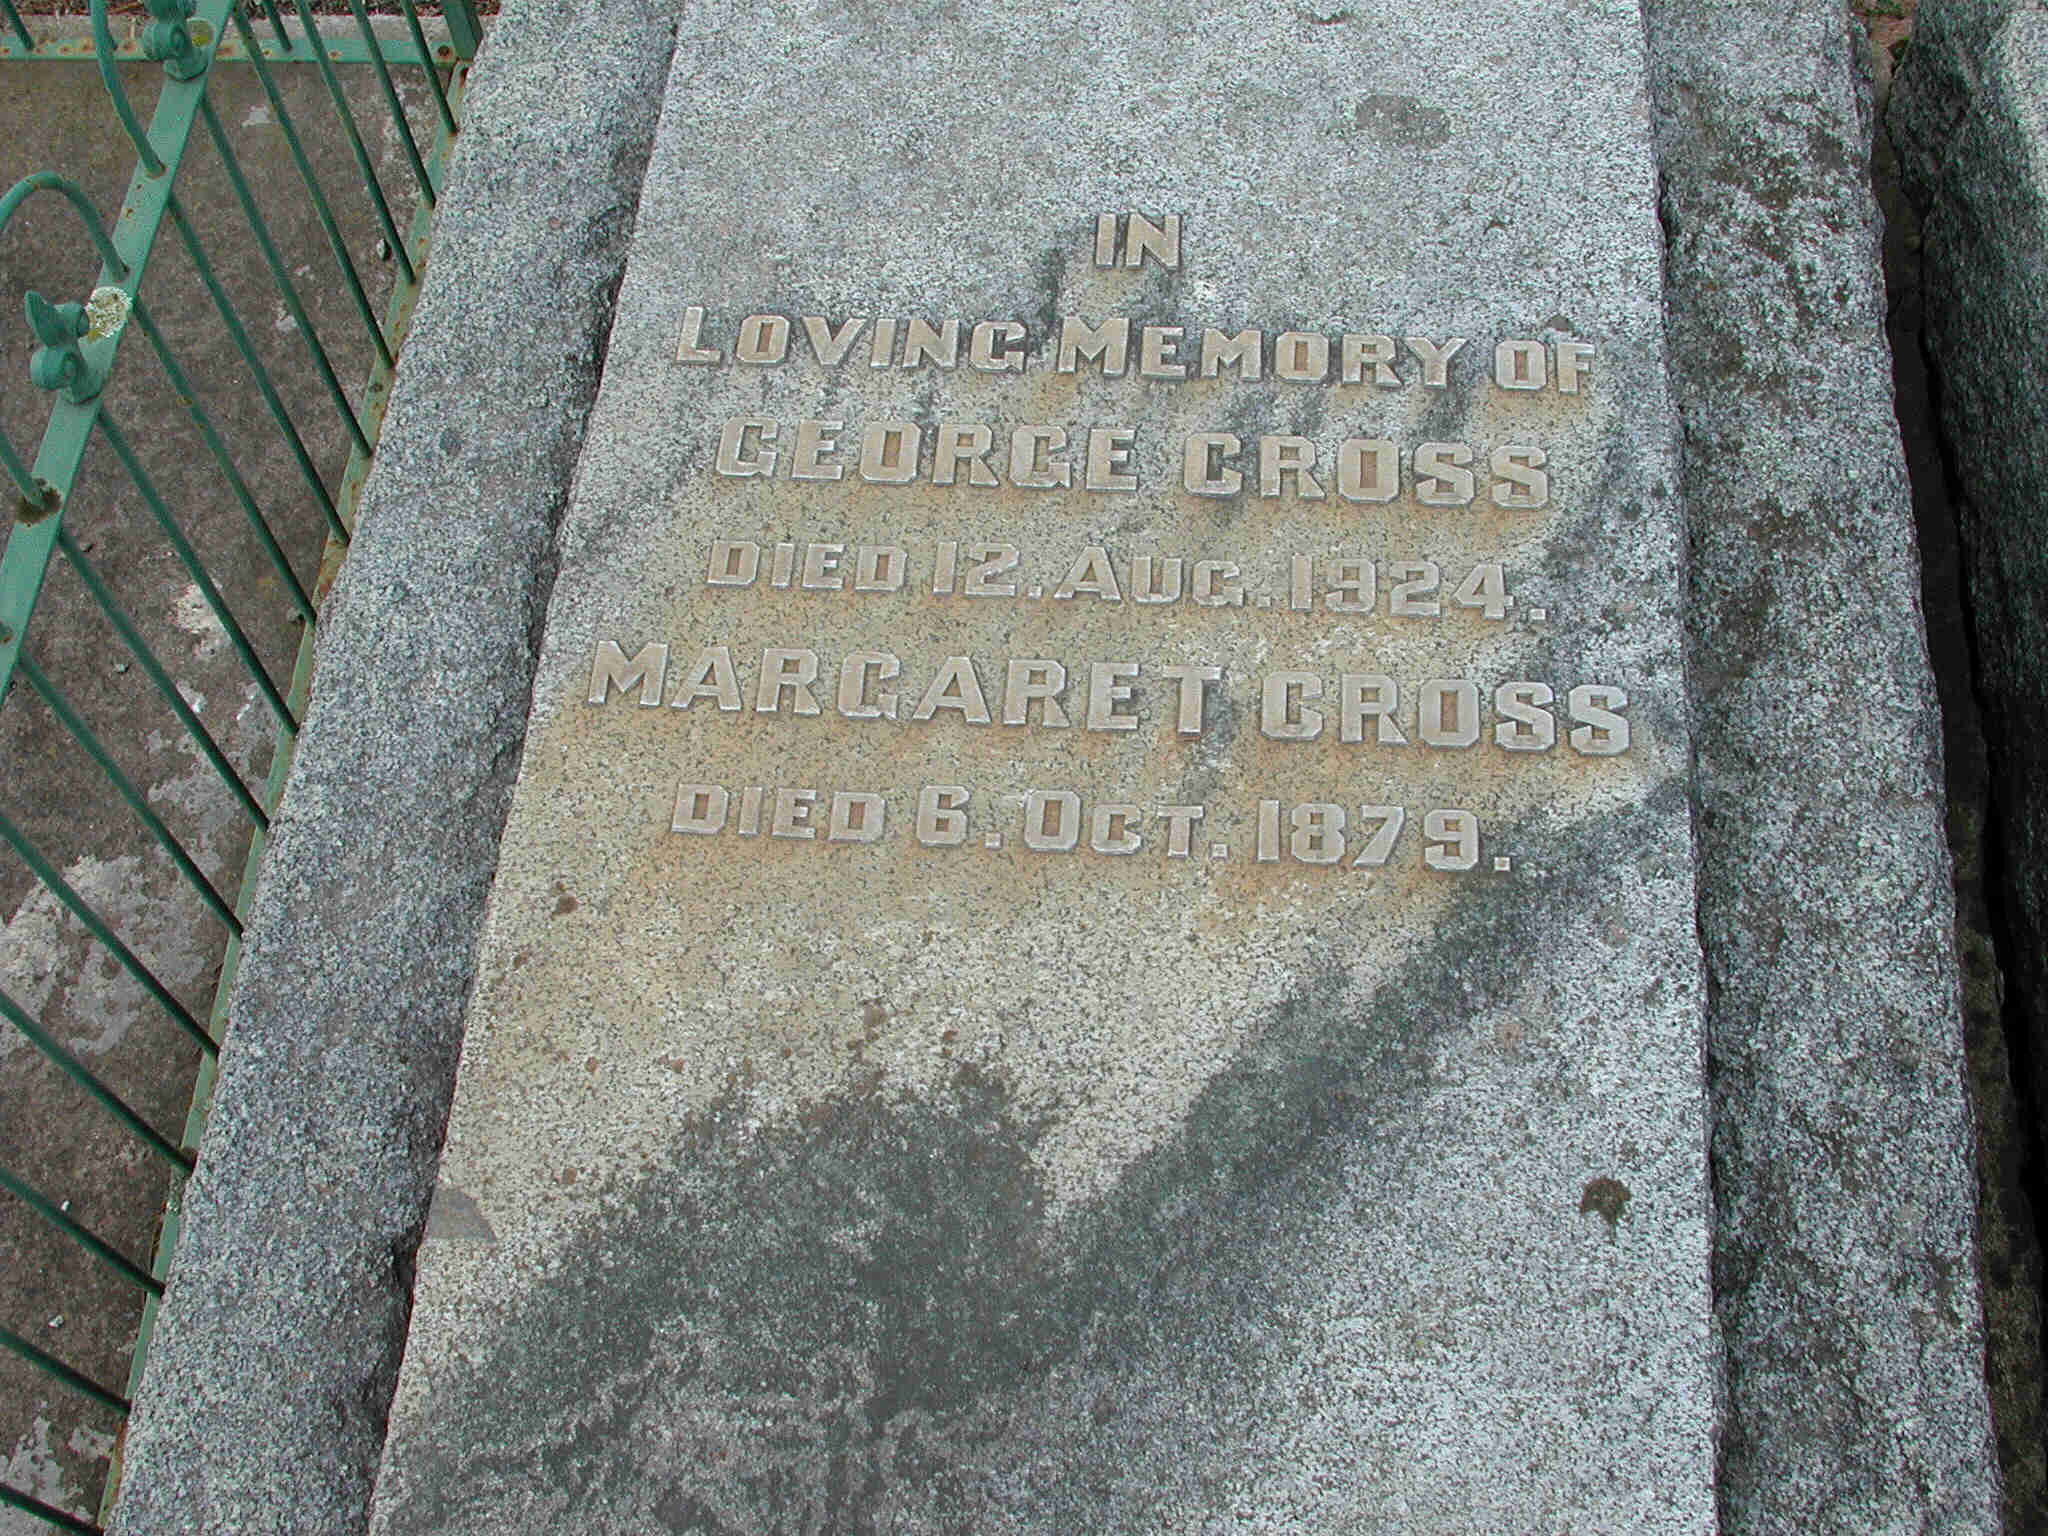 IN
LOVING MEMORY OF
GEORGE CROSS
DIED 12. AUG. 1924.
MARGARET CROSS
DIED 6. OCT. 1879.